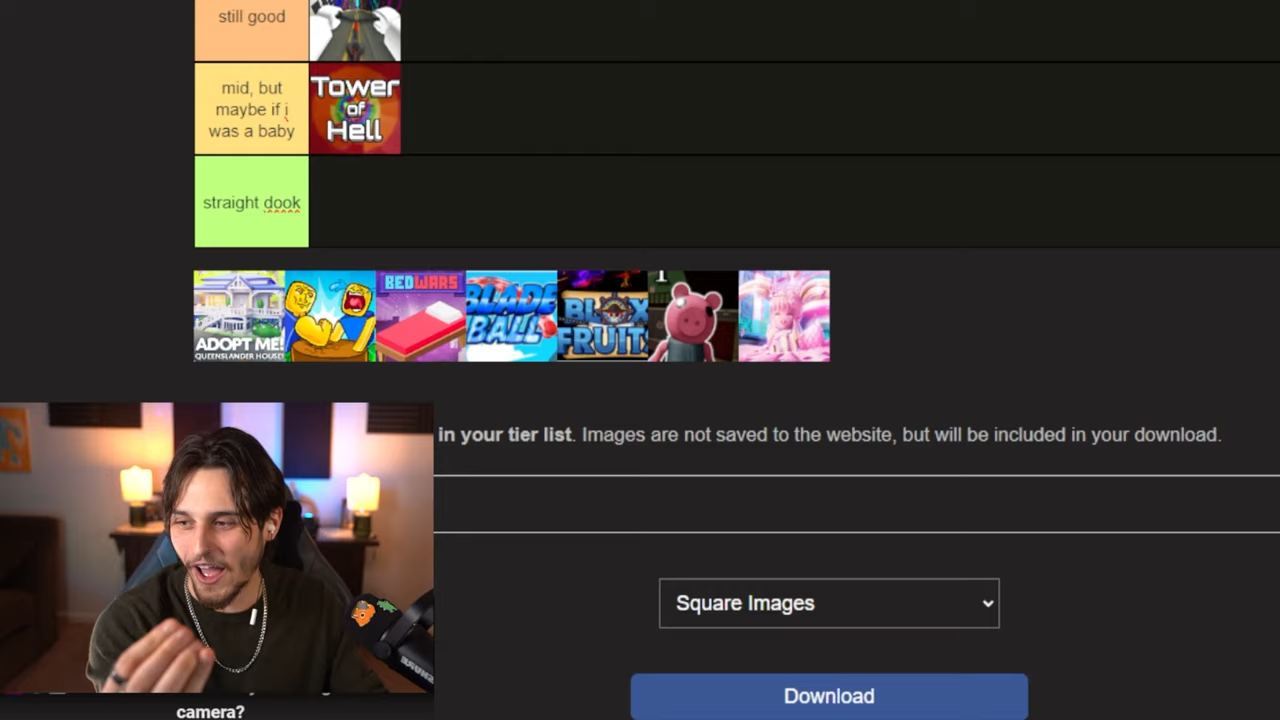 still good
mid, but
maybe if i
was a baby
Tower
of
Hell
straight dook
ADOPT ME!
QUEENSLANDER HOUSE!
BEDWARS
BLADE
BALL
BLOX
FRUITS
in your tier list. Images are not saved to the website, but will be included in your download.
Square Images
Download
camera?